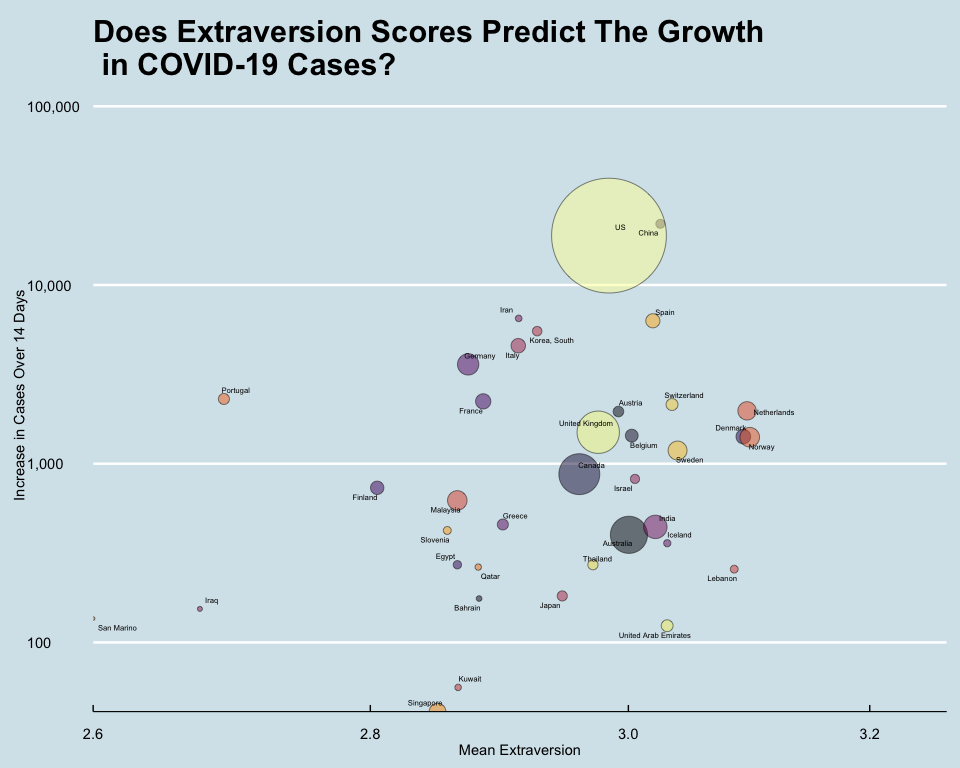 Does Extraversion Scores Predict The Growth
in COVID-19 Cases?
100,000
US
China
10,000
Iran
Spain
Korea, South
Italy
Germany
Portugal
Switzerland
Austria
France
Netherlands
United Kingdom
Denmark
Belgium
Norway
Sweden
1,000
Canada
Israel
Finland
Malaysia
Greece
India
Iceland
Slovenia
Australia
Egypt
Thailand
Qatar
Lebanon
Iraq
Bahrain
Japan
San Marino
United Arab Emirates
100
Kuwait
Singapore
Increase in Cases Over 14 Days
2.6 2.8 3.0 3.2
Mean Extraversion